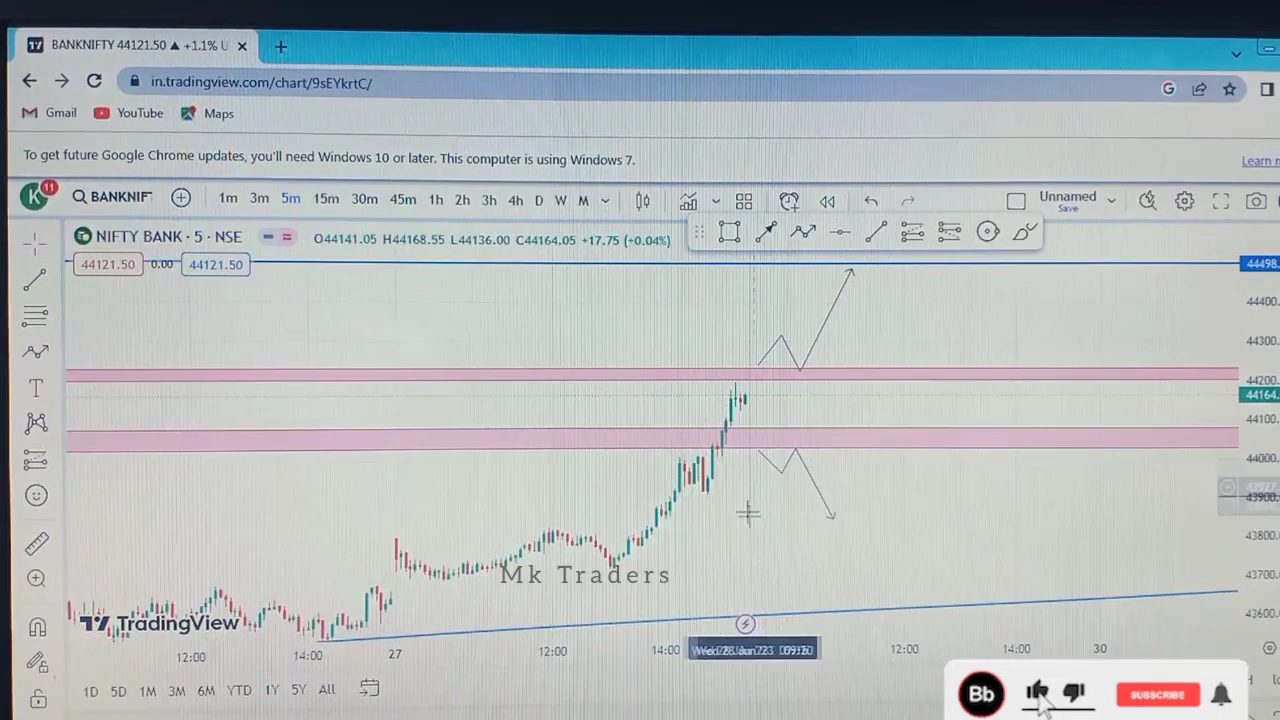 BANKNIFTY 44121.50 ▲ +1.1% U
in.tradingview.com/chart/9sEYkrtC/
Gmail YouTube Maps
To get future Google Chrome updates, you'll need Windows 10 or later. This computer is using Windows 7.
Learn
K 11 BANKNIF 1m 3m 5m 15m 30m 45m 1h 2h 3h 4h D W M Unnamed
Save
NIFTY BANK · 5 · NSE O44141.05 H44168.55 L44136.00 C44164.05 +17.75 (+0.04%)
44121.50 0.00 44121.50
44498.
44400.
44300.
44200.
44164.
44100.
44000.
43927.
43900.
43800.
43700.
43600.
Mk Traders
TradingView
12:00 14:00 27 12:00 14:00 12:00 14:00 30
1D 5D 1M 3M 6M YTD 1Y 5Y All
Bb SUBSCRIBE